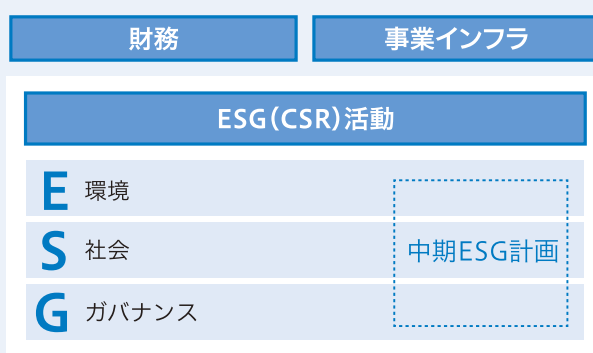 財務
事業インフラ
ESG(CSR)活動
E 環境
S 社会
中期ESG計画
G ガバナンス